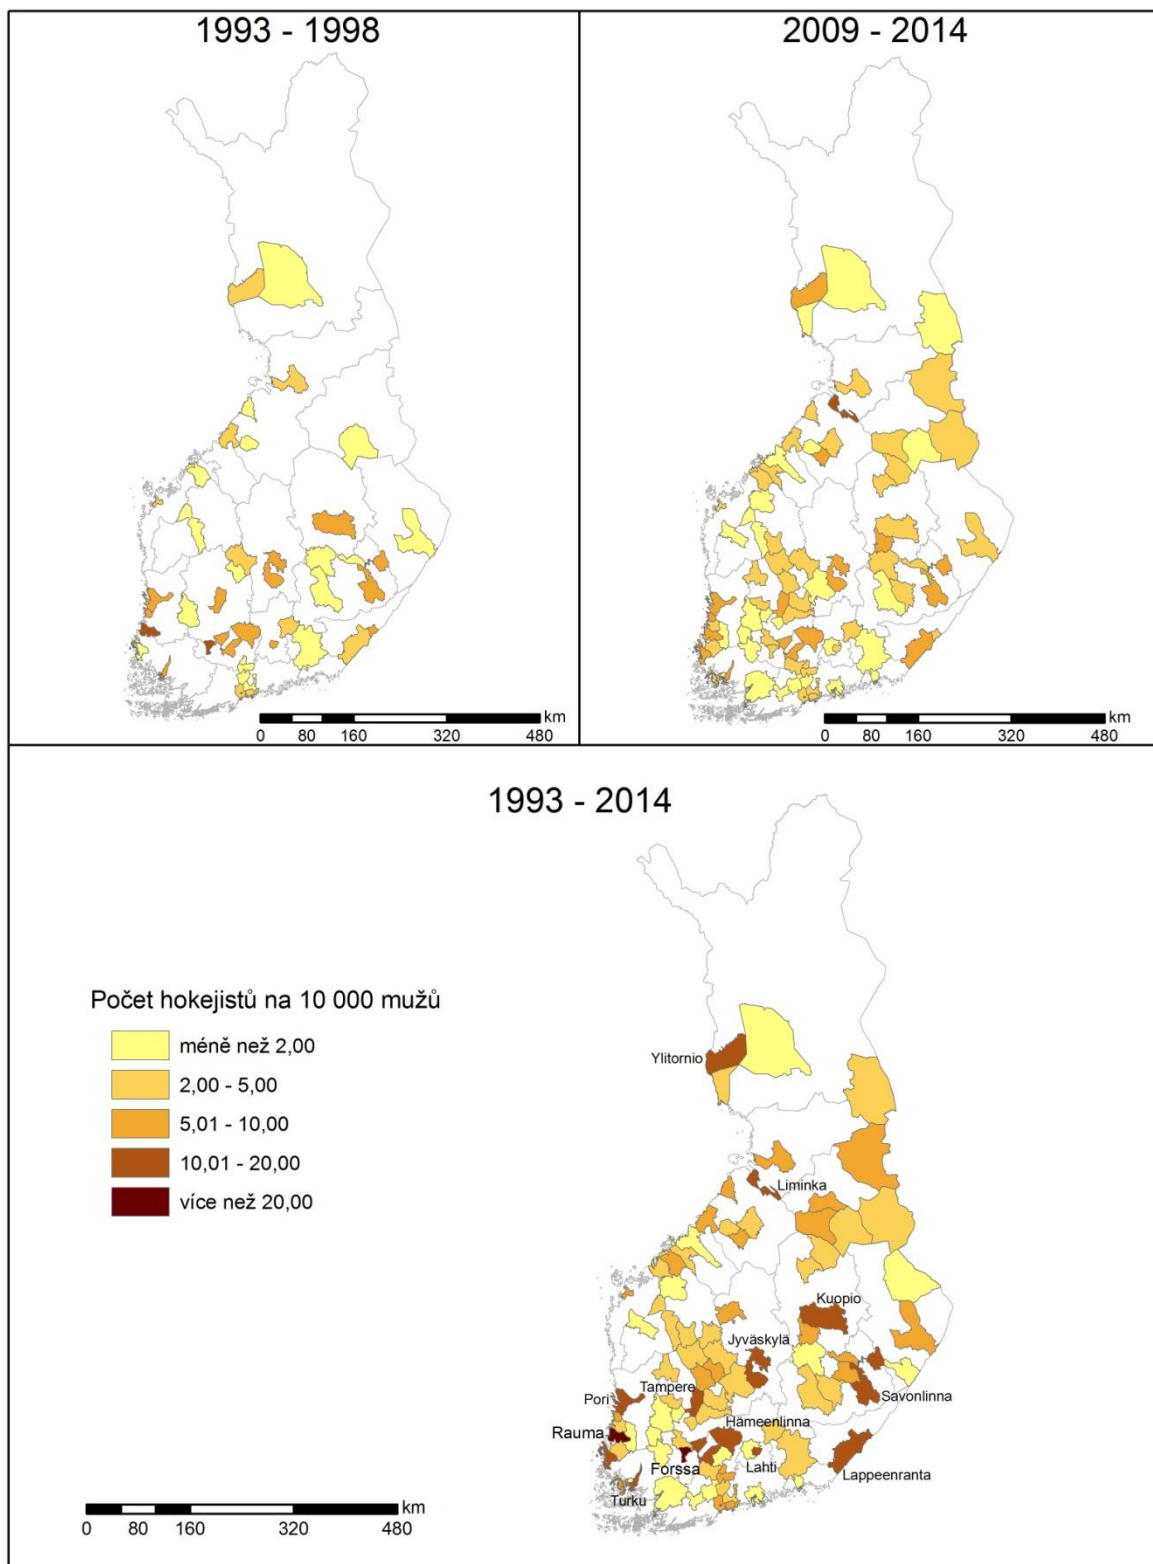 1993 - 1998
2009 - 2014
km
0 80 160 320 480
km
0 80 160 320 480
1993 - 2014
Počet hokejistů na 10 000 mužů
méně než 2,00
2,00 - 5,00
5,01 - 10,00
10,01 - 20,00
více než 20,00
Ylitornio
Liminka
Kuopio
Jyväskylä
Tampere
Savonlinna
Pori
Hämeenlinna
Rauma
Forssa
Lahti
Lappeenranta
Turku
km
0 80 160 320 480